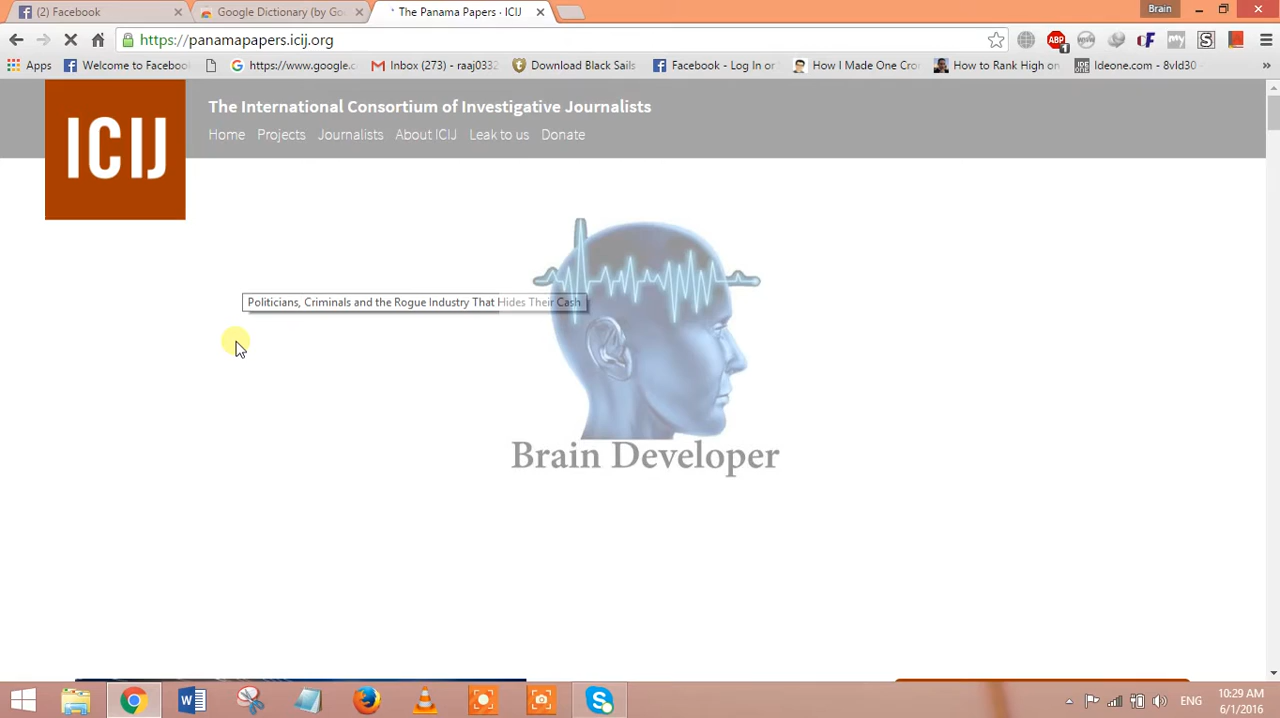 (2) Facebook
Google Dictionary (by Go
The Panama Papers · ICIJ
Brain
https://panamapapers.icij.org
ABP
1
Apps
Welcome to Faceboo
https://www.google.c
Inbox (273) - raaj0332
Download Black Sails
Facebook - Log In or
How I Made One Cro
How to Rank High on
Ideone.com - 8vId30
»
ICIJ
The International Consortium of Investigative Journalists
Home Projects Journalists About ICIJ Leak to us Donate
Politicians, Criminals and the Rogue Industry That Hides Their Cash
Brain Developer
ENG
10:29 AM
6/1/2016